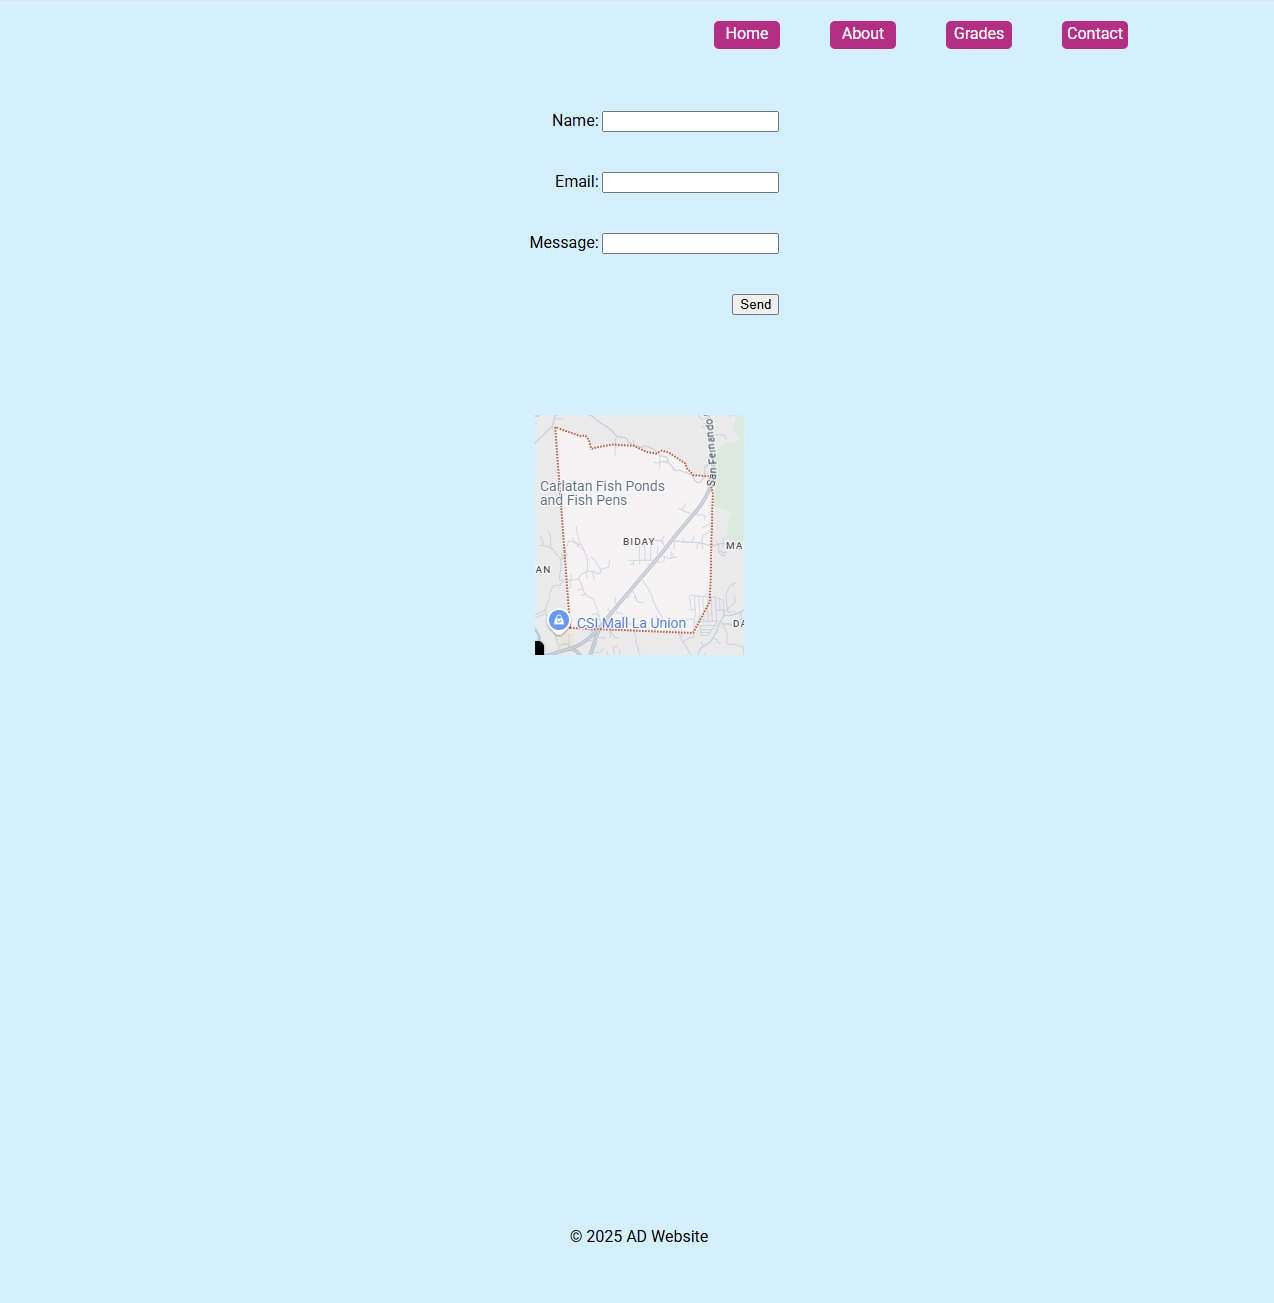 Home About Grades Contact
Name:
Email:
Message:
Send
San Fernando
Carlatan Fish Ponds
and Fish Pens
BIDAY
MA
AN
CSI Mall La Union
DA
© 2025 AD Website